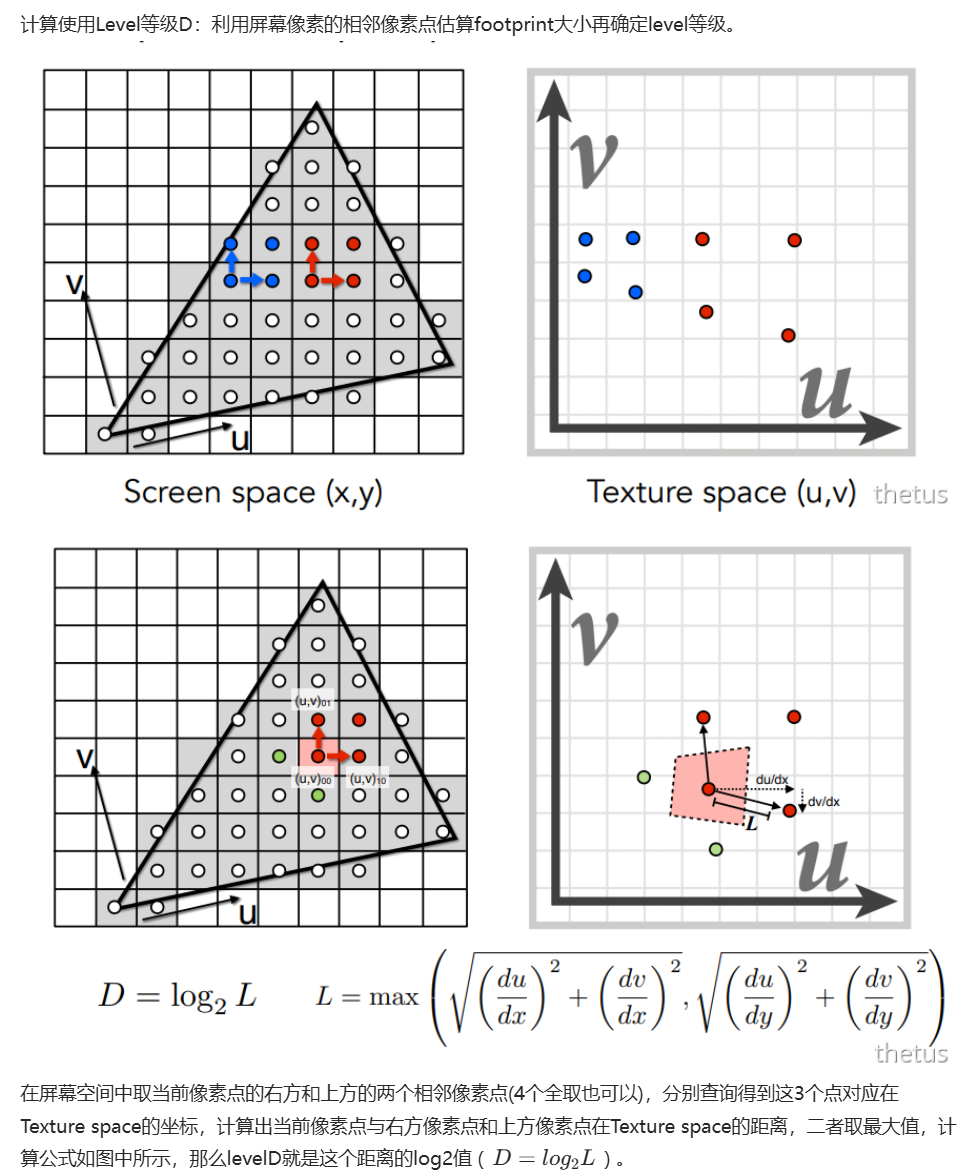 计算使用Level等级D：利用屏幕像素的相邻像素点估算footprint大小再确定level等级。
v
u
Screen space (x,y)
v
u
Texture space (u,v)
thetus
(u,v)₀₁
(u,v)₀₀
(u,v)₁₀
v
u
v
du/dx
dv/dx
L
u
D = log₂ L
L = max(√((du/dx)² + (dv/dx)²), √((du/dy)² + (dv/dy)²))
thetus
在屏幕空间中取当前像素点的右方和上方的两个相邻像素点(4个全取也可以)，分别查询得到这3个点对应在
Texture space的坐标，计算出当前像素点与右方像素点和上方像素点在Texture space的距离，二者取最大值，计
算公式如图中所示，那么levelD就是这个距离的log2值（ D = log₂L ）。